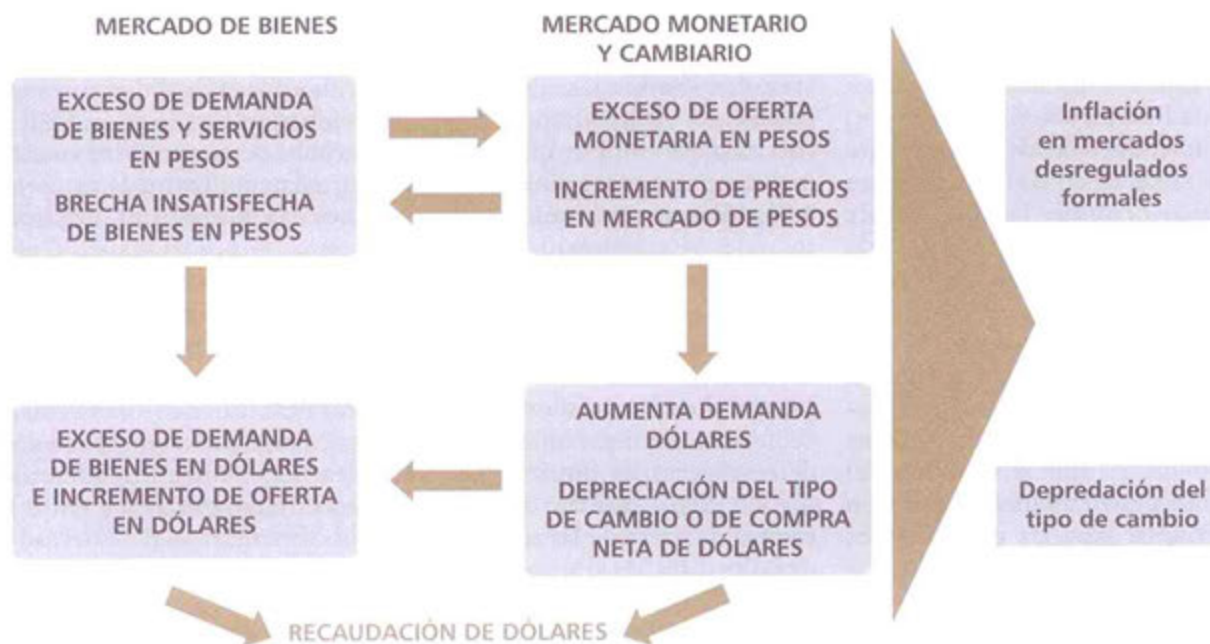 MERCADO DE BIENES
MERCADO MONETARIO
Y CAMBIARIO
EXCESO DE DEMANDA
DE BIENES Y SERVICIOS
EN PESOS
BRECHA INSATISFECHA
DE BIENES EN PESOS
EXCESO DE OFERTA
MONETARIA EN PESOS
INCREMENTO DE PRECIOS
EN MERCADO DE PESOS
Inflación
en mercados
desregulados
formales
EXCESO DE DEMANDA
DE BIENES EN DÓLARES
E INCREMENTO DE OFERTA
EN DÓLARES
AUMENTA DEMANDA
DÓLARES
DEPRECIACIÓN DEL TIPO
DE CAMBIO O DE COMPRA
NETA DE DÓLARES
Depredación del
tipo de cambio
RECAUDACIÓN DE DÓLARES